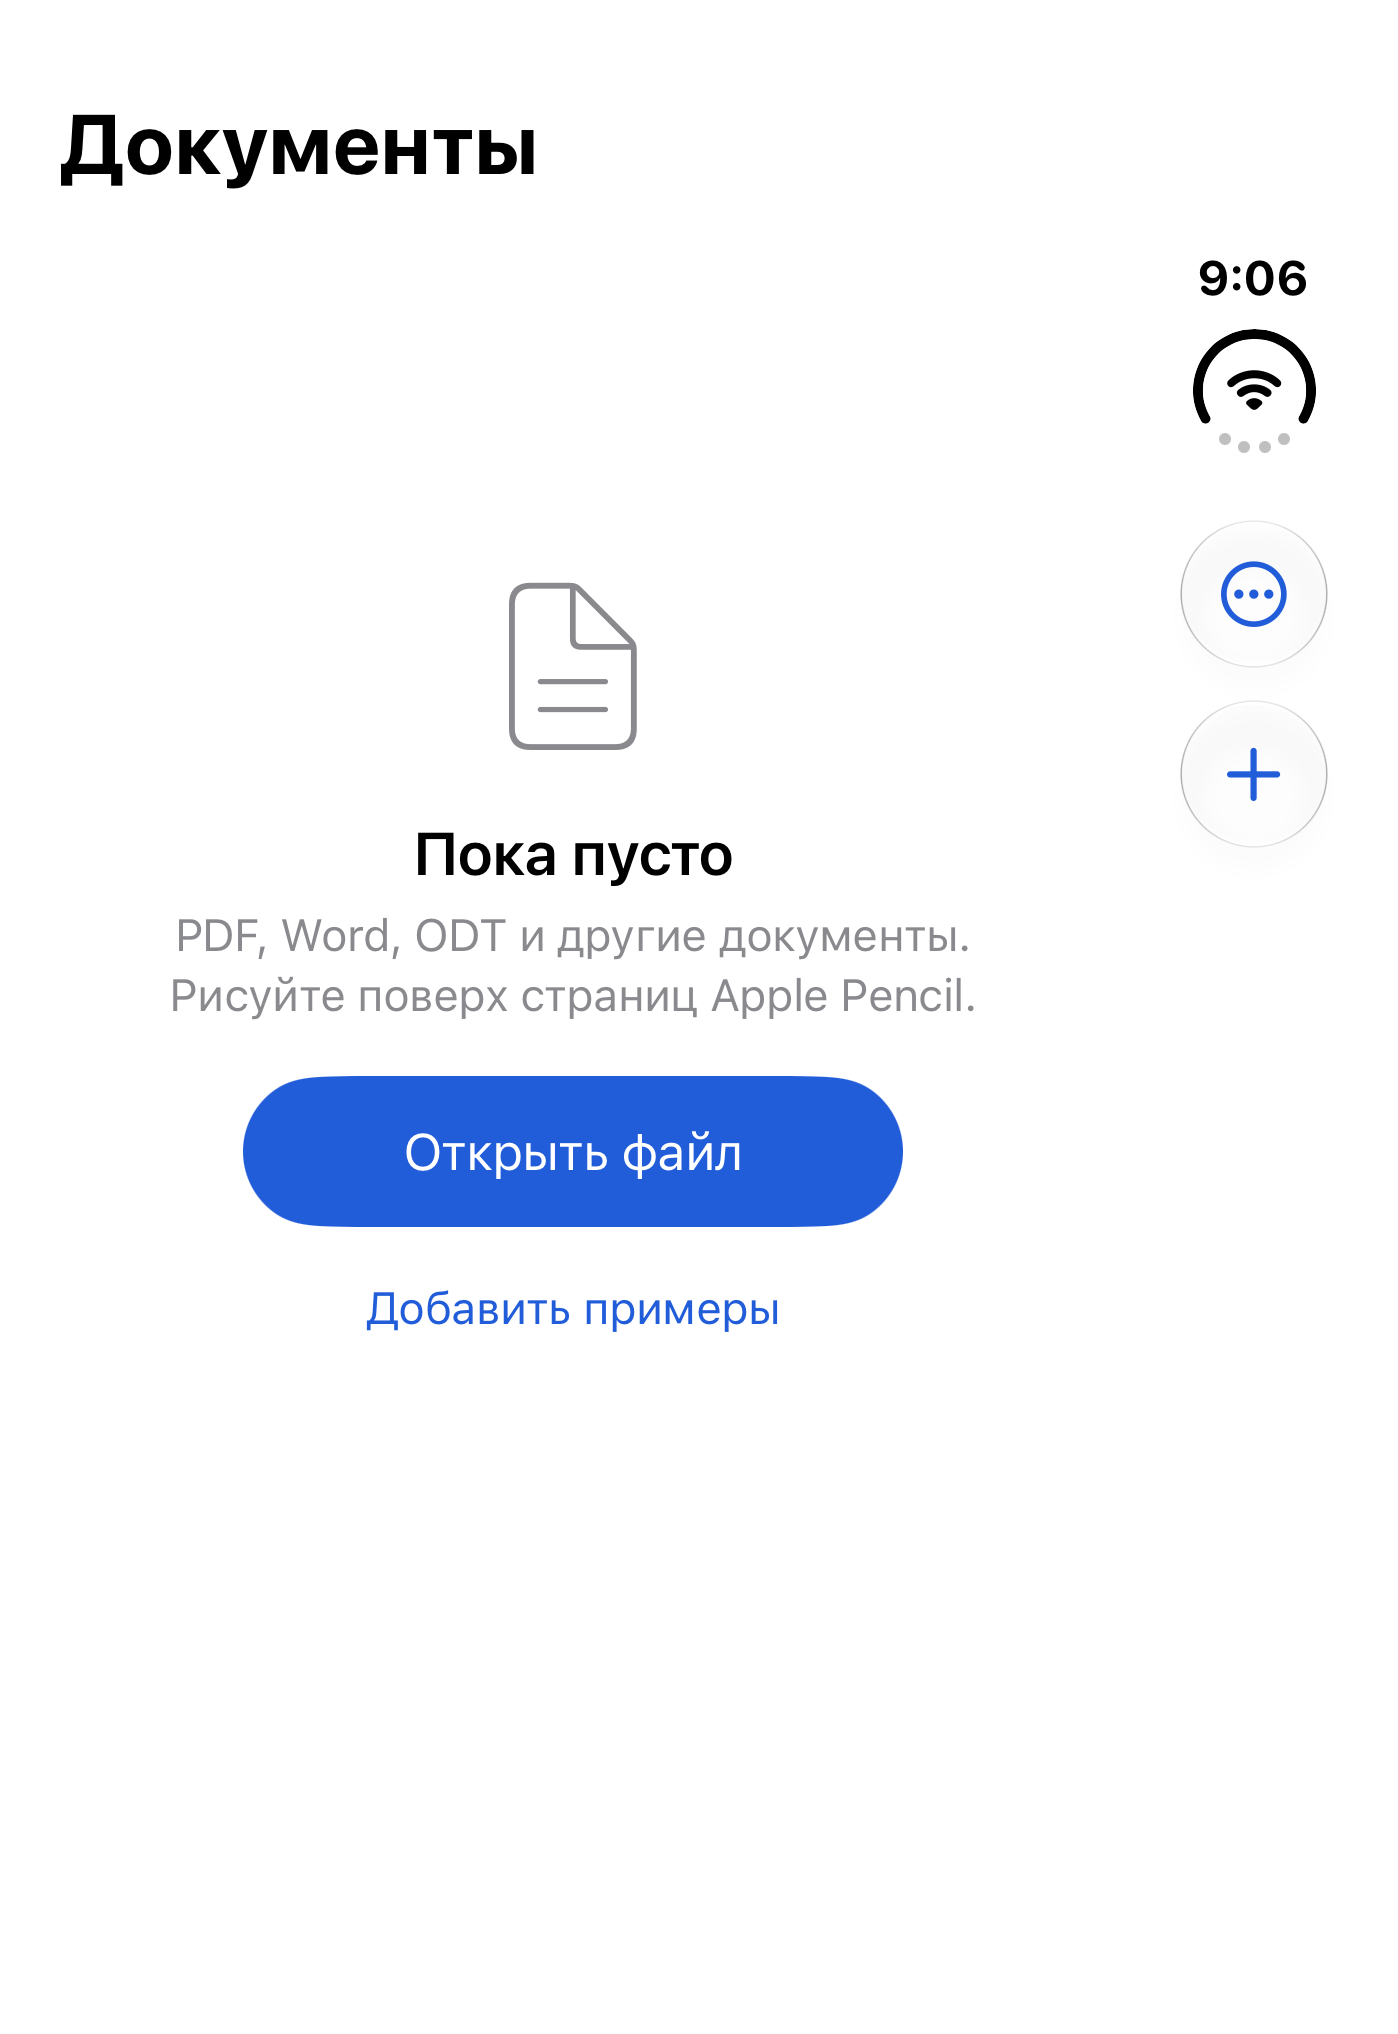 Документы
9:06
Пока пусто
PDF, Word, ODT и другие документы.
Рисуйте поверх страниц Apple Pencil.
Открыть файл
Добавить примеры